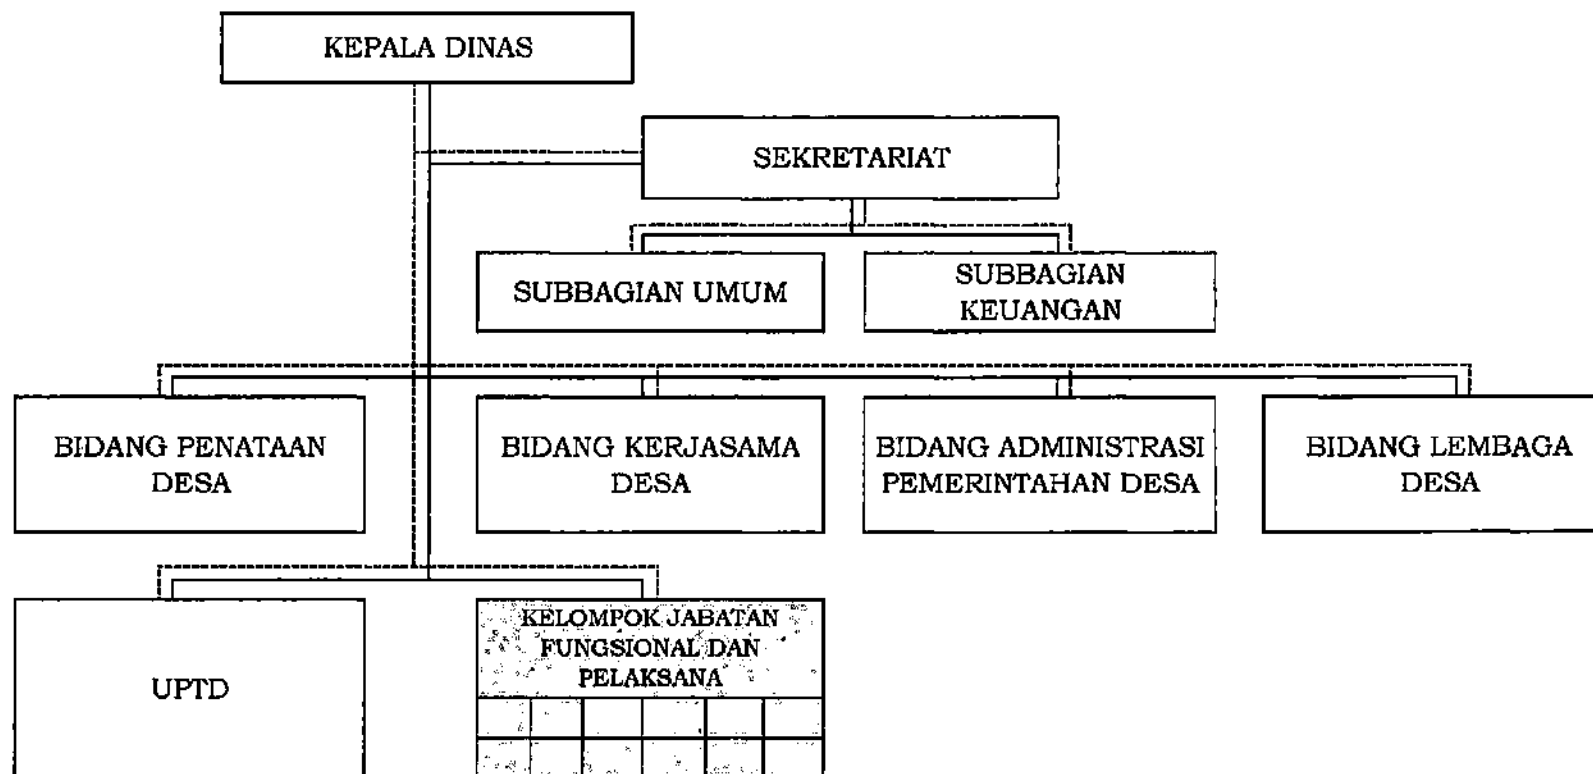 KEPALA DINAS
SEKRETARIAT
SUBBAGIAN UMUM
SUBBAGIAN
KEUANGAN
BIDANG PENATAAN
DESA
BIDANG KERJASAMA
DESA
BIDANG ADMINISTRASI
PEMERINTAHAN DESA
BIDANG LEMBAGA
DESA
UPTD
KELOMPOK JABATAN
FUNGSIONAL DAN
PELAKSANA